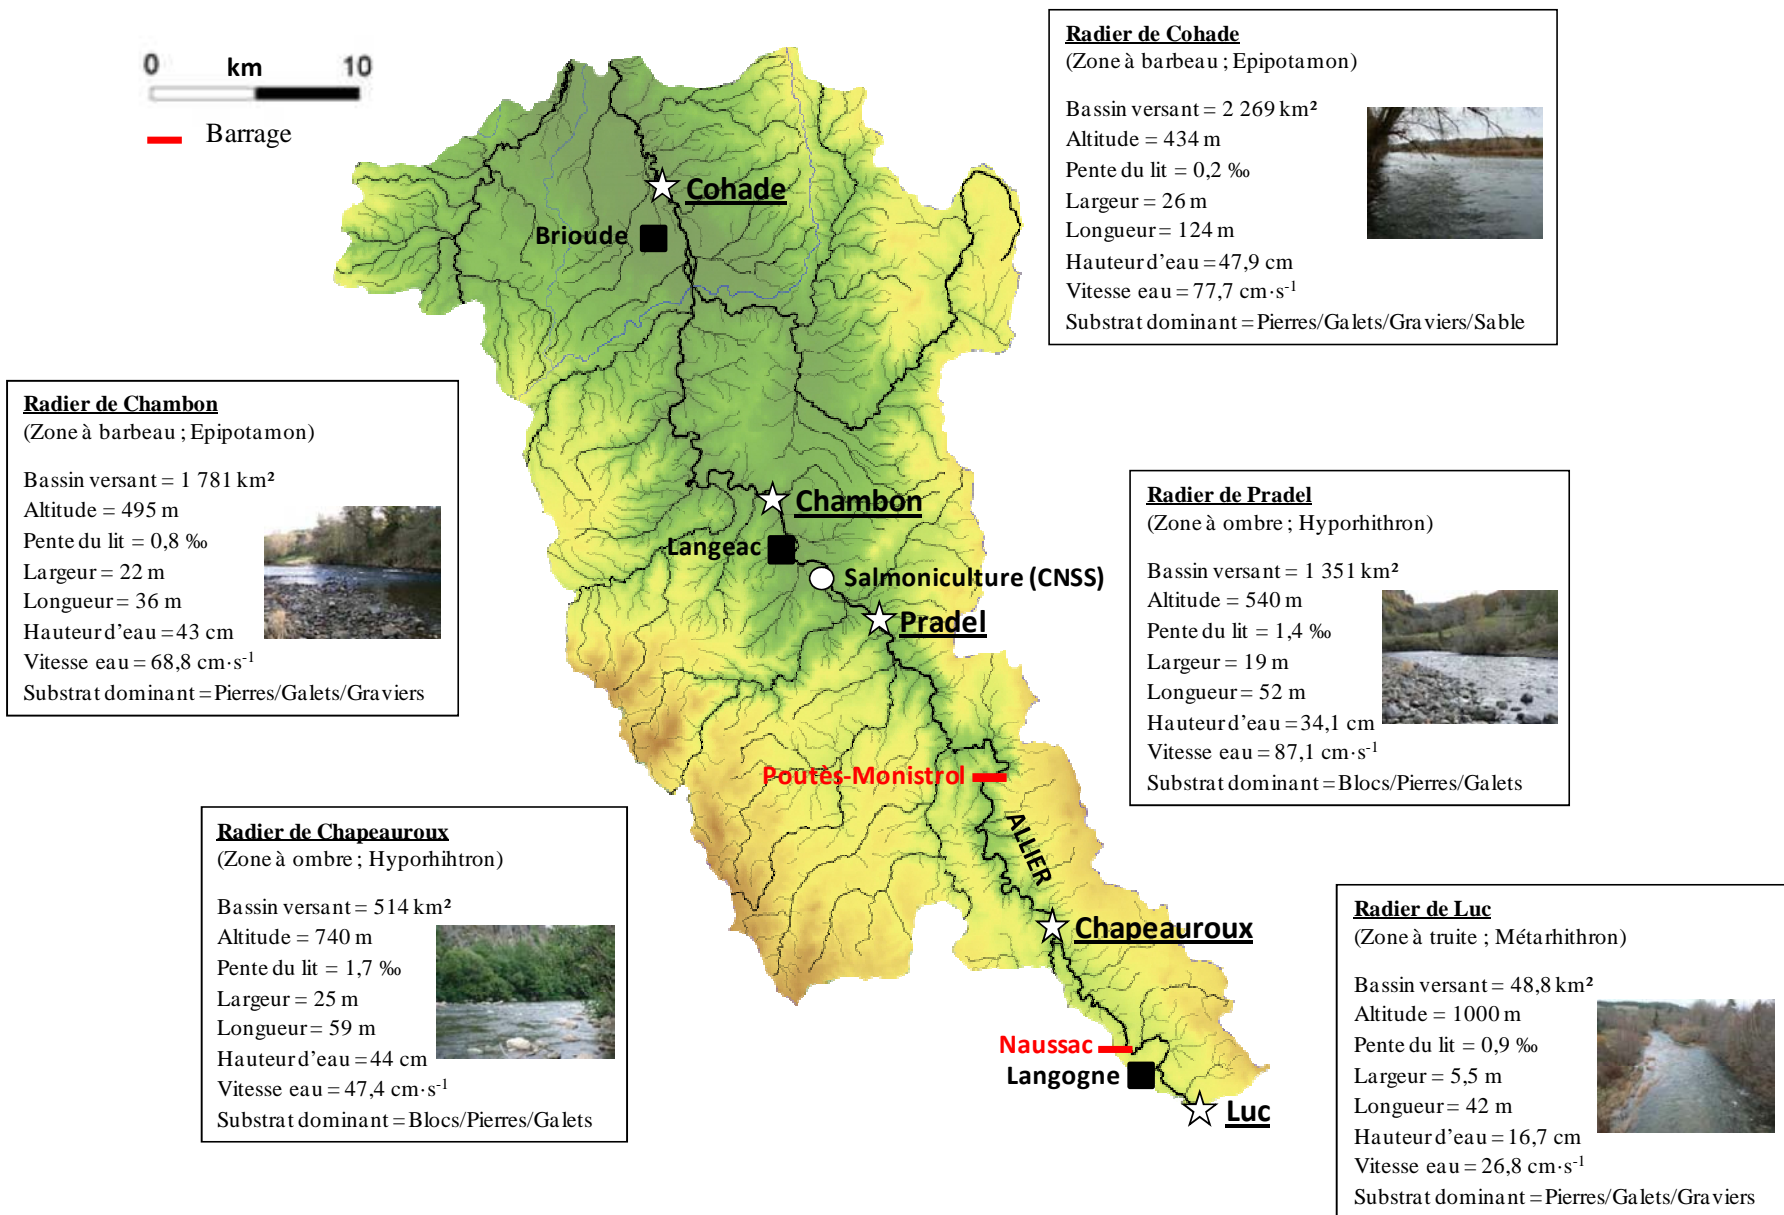 0 km 10
Barrage
Radier de Cohade
(Zone à barbeau ; Epipotamon)
Bassin versant = 2 269 km²
Altitude = 434 m
Pente du lit = 0,2 ‰
Largeur = 26 m
Longueur = 124 m
Hauteur d'eau = 47,9 cm
Vitesse eau = 77,7 cm·s⁻¹
Substrat dominant = Pierres/Galets/Graviers/Sable
Cohade
Brioude
Radier de Chambon
(Zone à barbeau ; Epipotamon)
Bassin versant = 1 781 km²
Altitude = 495 m
Pente du lit = 0,8 ‰
Largeur = 22 m
Longueur = 36 m
Hauteur d'eau = 43 cm
Vitesse eau = 68,8 cm·s⁻¹
Substrat dominant = Pierres/Galets/Graviers
Chambon
Langeac
Salmoniculture (CNSS)
Pradel
Radier de Pradel
(Zone à ombre ; Hyporhithron)
Bassin versant = 1 351 km²
Altitude = 540 m
Pente du lit = 1,4 ‰
Largeur = 19 m
Longueur = 52 m
Hauteur d'eau = 34,1 cm
Vitesse eau = 87,1 cm·s⁻¹
Substrat dominant = Blocs/Pierres/Galets
Poutès-Monistrol
ALLIER
Radier de Chapeauroux
(Zone à ombre ; Hyporhihtron)
Bassin versant = 514 km²
Altitude = 740 m
Pente du lit = 1,7 ‰
Largeur = 25 m
Longueur = 59 m
Hauteur d'eau = 44 cm
Vitesse eau = 47,4 cm·s⁻¹
Substrat dominant = Blocs/Pierres/Galets
Chapeauroux
Naussac
Langogne
Luc
Radier de Luc
(Zone à truite ; Métarhithron)
Bassin versant = 48,8 km²
Altitude = 1000 m
Pente du lit = 0,9 ‰
Largeur = 5,5 m
Longueur = 42 m
Hauteur d'eau = 16,7 cm
Vitesse eau = 26,8 cm·s⁻¹
Substrat dominant = Pierres/Galets/Graviers